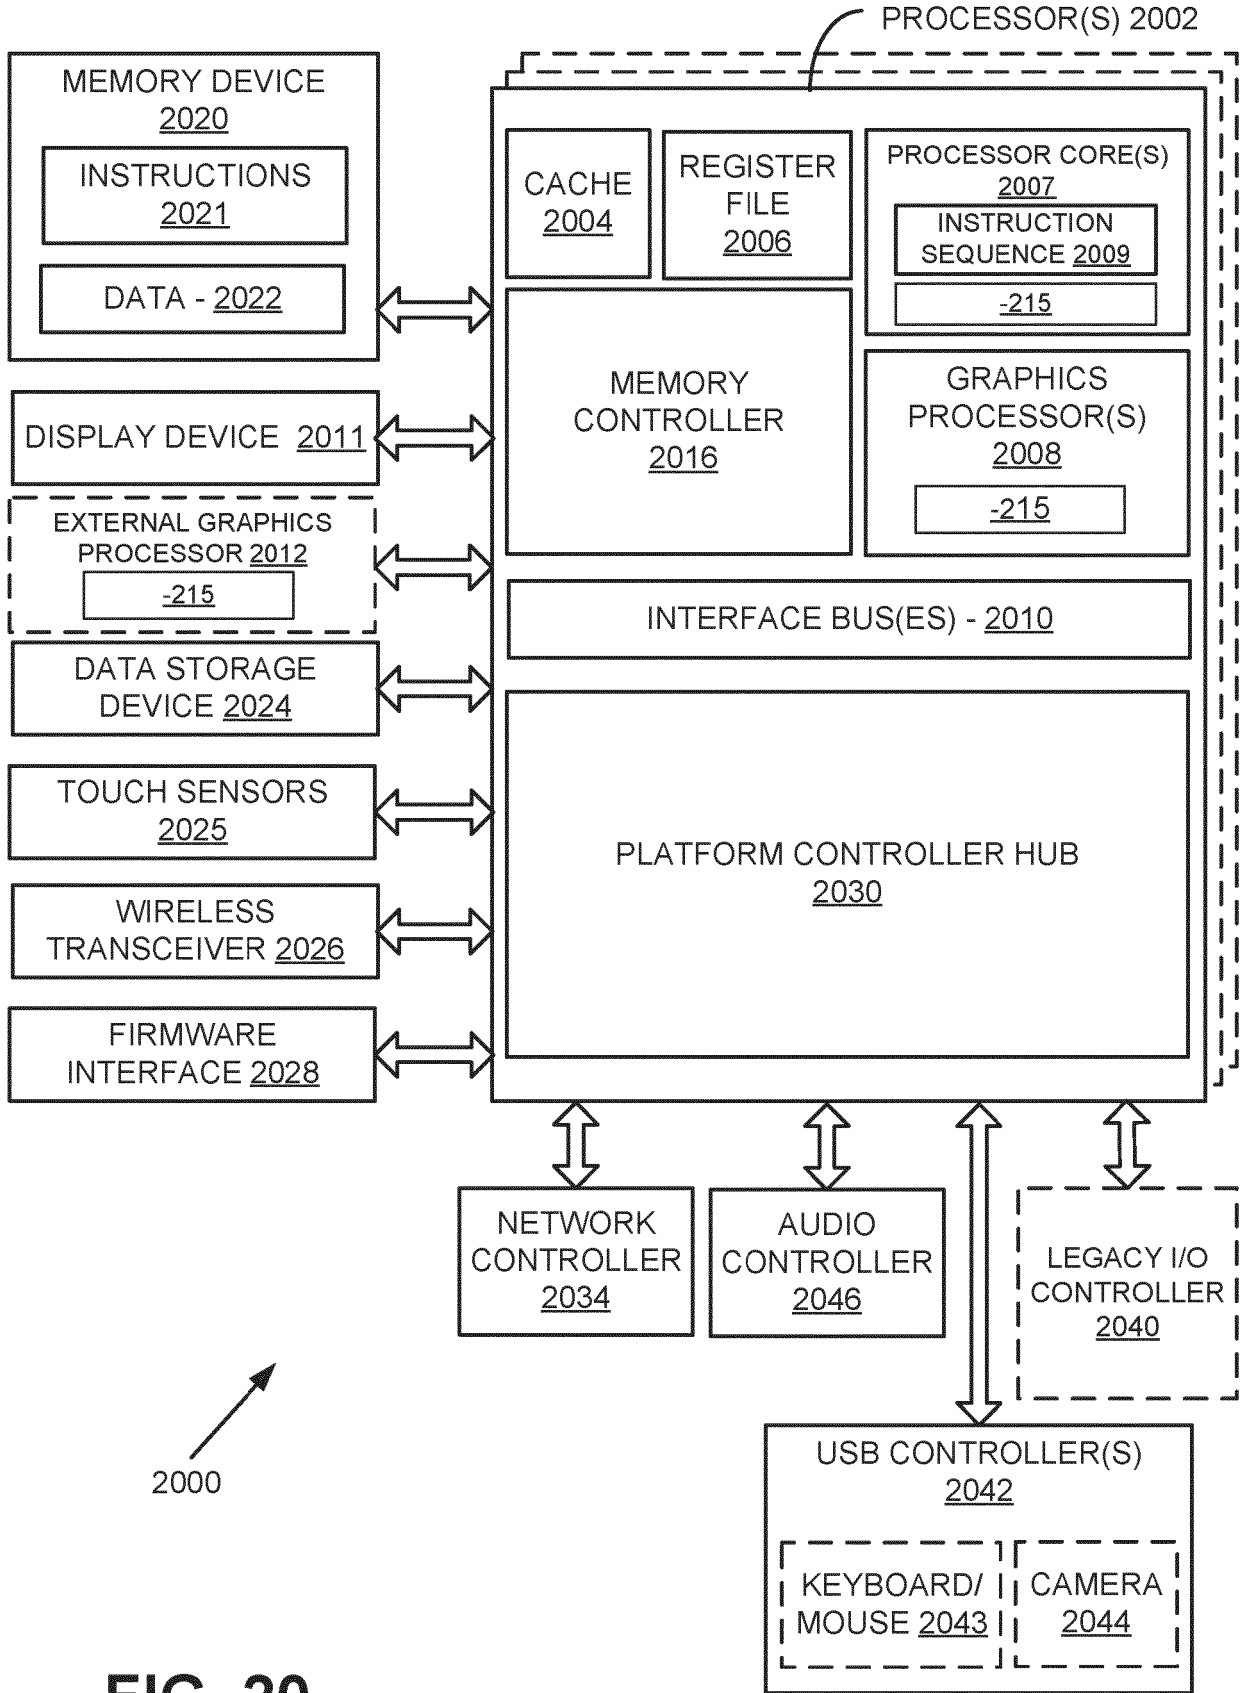 PROCESSOR(S) 2002
MEMORY DEVICE
2020
INSTRUCTIONS
2021
DATA - 2022
DISPLAY DEVICE 2011
EXTERNAL GRAPHICS
PROCESSOR 2012
-215
DATA STORAGE
DEVICE 2024
TOUCH SENSORS
2025
WIRELESS
TRANSCEIVER 2026
FIRMWARE
INTERFACE 2028
CACHE
2004
REGISTER
FILE
2006
PROCESSOR CORE(S)
2007
INSTRUCTION
SEQUENCE 2009
-215
MEMORY
CONTROLLER
2016
GRAPHICS
PROCESSOR(S)
2008
-215
INTERFACE BUS(ES) - 2010
PLATFORM CONTROLLER HUB
2030
NETWORK
CONTROLLER
2034
AUDIO
CONTROLLER
2046
LEGACY I/O
CONTROLLER
2040
USB CONTROLLER(S)
2042
KEYBOARD/
MOUSE 2043
CAMERA
2044
2000
FIG. 20